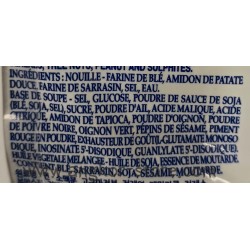 TREE NUTS, PEANUT AND SULPHITES.
INGRÉDIENTS : NOUILLE - FARINE DE BLÉ, AMIDON DE PATATE
DOUCE, FARINE DE SARRASIN, SEL, EAU.
BASE DE SOUPE - SEL, GLUCOSE, POUDRE DE SAUCE DE SOJA
(BLÉ, SOJA, SEL), SUCRE, POUDRE D'AIL, ACIDE MALIQUE, ACIDE
CITRIQUE, AMIDON DE TAPIOCA, POUDRE D'OIGNON, POUDRE
DE POIVRE NOIR, OIGNON VERT, PÉPINS DE SÉSAME, PIMENT
ROUGE EN POUDRE, EXHAUSTEUR DE GOÛT(L-GLUTAMATE MONOSO
DIQUE, INOSINATE 5'-DISODIQUE, GUANYLATE 5'-DISODIQUE)
HUILE VEGETALE MELANGEE - HUILE DE SOJA, ESSENCE DE MOUTARDE.
CONTIENT : BLÉ, SARRASIN, SOJA, SÉSAME, MOUTARDE.